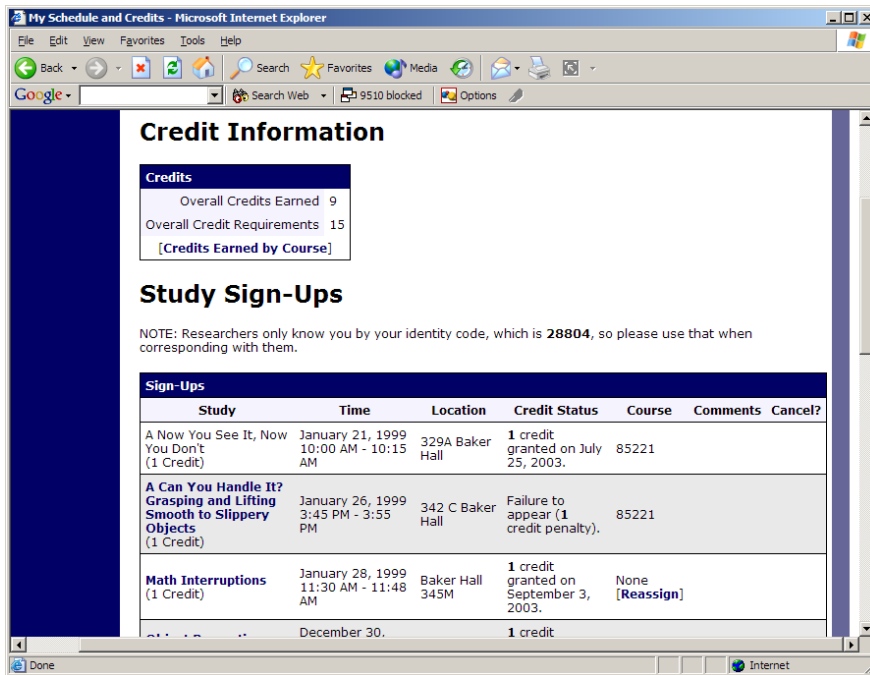 My Schedule and Credits - Microsoft Internet Explorer
File Edit View Favorites Tools Help
Back Search Favorites Media
Google Search Web 9510 blocked Options
Credit Information
Credits
Overall Credits Earned 9
Overall Credit Requirements 15
[Credits Earned by Course]
Study Sign-Ups
NOTE: Researchers only know you by your identity code, which is 28804, so please use that when
corresponding with them.
Sign-Ups
Study Time Location Credit Status Course Comments Cancel?
A Now You See It, Now
You Don't
(1 Credit)
January 21, 1999
10:00 AM - 10:15
AM
329A Baker
Hall
1 credit
granted on July
25, 2003.
85221
A Can You Handle It?
Grasping and Lifting
Smooth to Slippery
Objects
(1 Credit)
January 26, 1999
3:45 PM - 3:55
PM
342 C Baker
Hall
Failure to
appear (1
credit penalty).
85221
Math Interruptions
(1 Credit)
January 28, 1999
11:30 AM - 11:48
AM
Baker Hall
345M
1 credit
granted on
September 3,
2003.
None
[Reassign]
December 30,
1 credit
Done
Internet